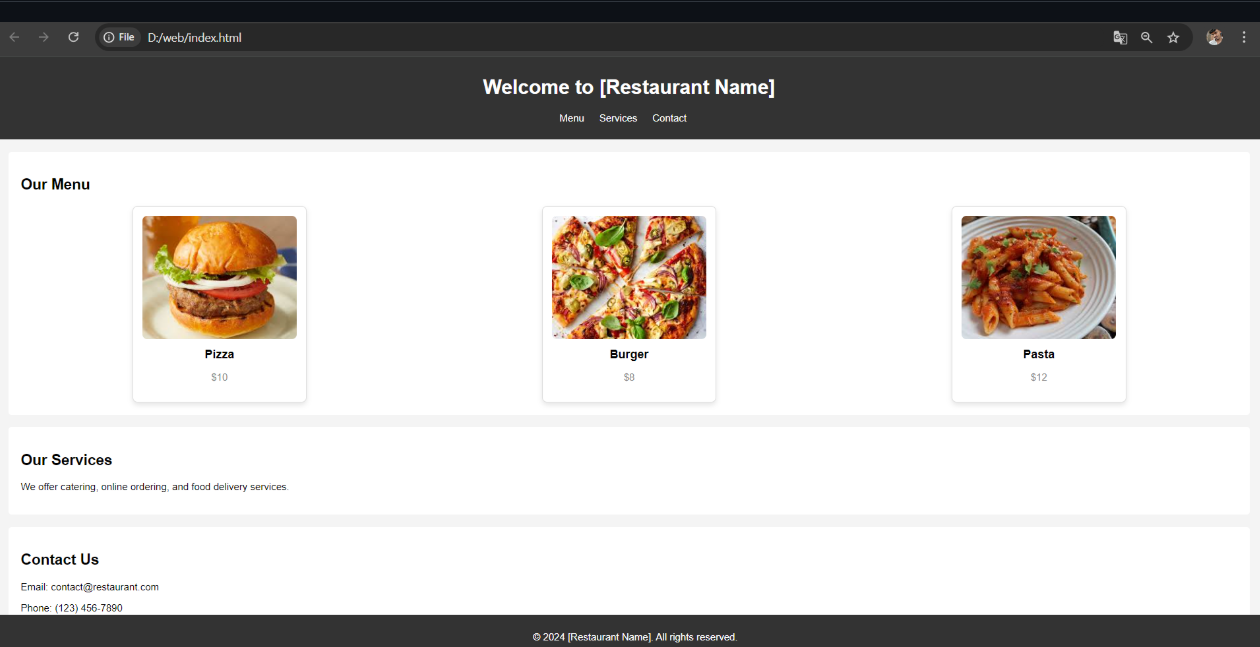 File D:/web/index.html
Welcome to [Restaurant Name]
Menu Services Contact
Our Menu
Pizza Burger Pasta
$10 $8 $12
Our Services
We offer catering, online ordering, and food delivery services.
Contact Us
Email: contact@restaurant.com
Phone: (123) 456-7890
© 2024 [Restaurant Name]. All rights reserved.